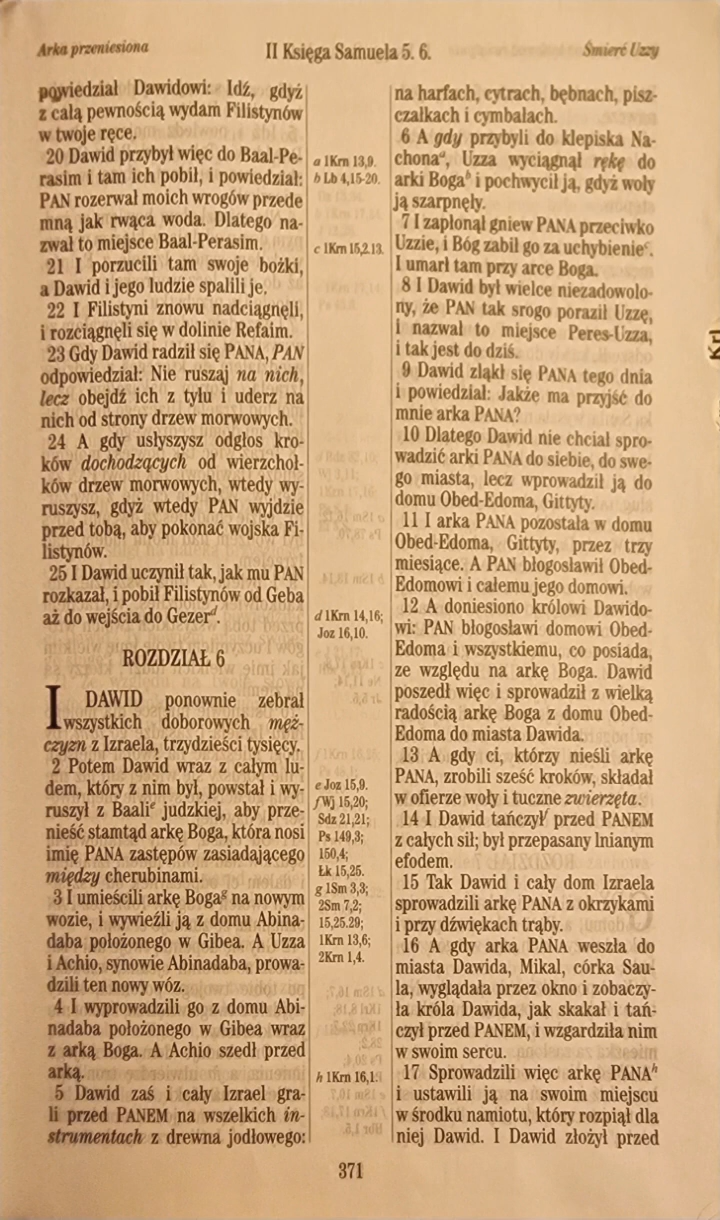 Arka przeniesiona
II Księga Samuela 5. 6.
Śmierć Uzzy
powiedział Dawidowi: Idź, gdyż
z całą pewnością wydam Filistynów
w twoje ręce.
20 Dawid przybył więc do Baal-Pe-
rasim i tam ich pobił, i powiedział:
PAN rozerwał moich wrogów przede
mną jak rwąca woda. Dlatego na-
zwał to miejsce Baal-Perasim.
21 I porzucili tam swoje bożki,
a Dawid i jego ludzie spalili je.
22 I Filistyni znowu nadciągnęli,
i rozciągnęli się w dolinie Refaim.
23 Gdy Dawid radził się PANA, PAN
odpowiedział: Nie ruszaj na nich,
lecz obejdź ich z tyłu i uderz na
nich od strony drzew morwowych.
24 A gdy usłyszysz odgłos kro-
ków dochodzących od wierzchoł-
ków drzew morwowych, wtedy wy-
ruszysz, gdyż wtedy PAN wyjdzie
przed tobą, aby pokonać wojska Fi-
listynów.
25 I Dawid uczynił tak, jak mu PAN
rozkazał, i pobił Filistynów od Geba
aż do wejścia do Gezer d.
ROZDZIAŁ 6
I DAWID ponownie zebrał
wszystkich doborowych męż-
czyzn z Izraela, trzydzieści tysięcy.
2 Potem Dawid wraz z całym lu-
dem, który z nim był, powstał i wy-
ruszył z Baali e judzkiej, aby prze-
nieść stamtąd arkę Boga, która nosi
imię PANA zastępów zasiadającego
między cherubinami.
3 I umieścili arkę Boga g na nowym
wozie, i wywieźli ją z domu Abina-
daba położonego w Gibea. A Uzza
i Achio, synowie Abinadaba, prowa-
dzili ten nowy wóz.
4 I wyprowadzili go z domu Abi-
nadaba położonego w Gibea wraz
z arką Boga. A Achio szedł przed
arką.
5 Dawid zaś i cały Izrael gra-
li przed PANEM na wszelkich in-
strumentach z drewna jodłowego:
a 1Krn 13,9.
b Lb 4,15-20.
c 1Krn 15,2.13.
d 1Krn 14,16;
Joz 16,10.
e Joz 15,9.
f Wj 15,20;
Sdz 21,21;
Ps 149,3;
150,4;
Łk 15,25.
g 1Sm 3,3;
2Sm 7,2;
15,25.29;
1Krn 13,6;
2Krn 1,4.
h 1Krn 16,1.
na harfach, cytrach, bębnach, pisz-
czałkach i cymbałach.
6 A gdy przybyli do klepiska Na-
chona a, Uzza wyciągnął rękę do
arki Boga b i pochwycił ją, gdyż woły
ją szarpnęły.
7 I zapłonął gniew PANA przeciwko
Uzzie, i Bóg zabił go za uchybienie c.
I umarł tam przy arce Boga.
8 I Dawid był wielce niezadowolo-
ny, że PAN tak srogo poraził Uzzę,
i nazwał to miejsce Peres-Uzza,
i tak jest do dziś.
9 Dawid zląkł się PANA tego dnia
i powiedział: Jakże ma przyjść do
mnie arka PANA?
10 Dlatego Dawid nie chciał spro-
wadzić arki PANA do siebie, do swe-
go miasta, lecz wprowadził ją do
domu Obed-Edoma, Gittyty.
11 I arka PANA pozostała w domu
Obed-Edoma, Gittyty, przez trzy
miesiące. A PAN błogosławił Obed-
Edomowi i całemu jego domowi.
12 A doniesiono królowi Dawido-
wi: PAN błogosławi domowi Obed-
Edoma i wszystkiemu, co posiada,
ze względu na arkę Boga. Dawid
poszedł więc i sprowadził z wielką
radością arkę Boga z domu Obed-
Edoma do miasta Dawida.
13 A gdy ci, którzy nieśli arkę
PANA, zrobili sześć kroków, składał
w ofierze woły i tuczne zwierzęta.
14 I Dawid tańczył f przed PANEM
z całych sił; był przepasany lnianym
efodem.
15 Tak Dawid i cały dom Izraela
sprowadzili arkę PANA z okrzykami
i przy dźwiękach trąby.
16 A gdy arka PANA weszła do
miasta Dawida, Mikal, córka Sau-
la, wyglądała przez okno i zobaczy-
ła króla Dawida, jak skakał i tań-
czył przed PANEM, i wzgardziła nim
w swoim sercu.
17 Sprowadzili więc arkę PANA h
i ustawili ją na swoim miejscu
w środku namiotu, który rozpiął dla
niej Dawid. I Dawid złożył przed
371